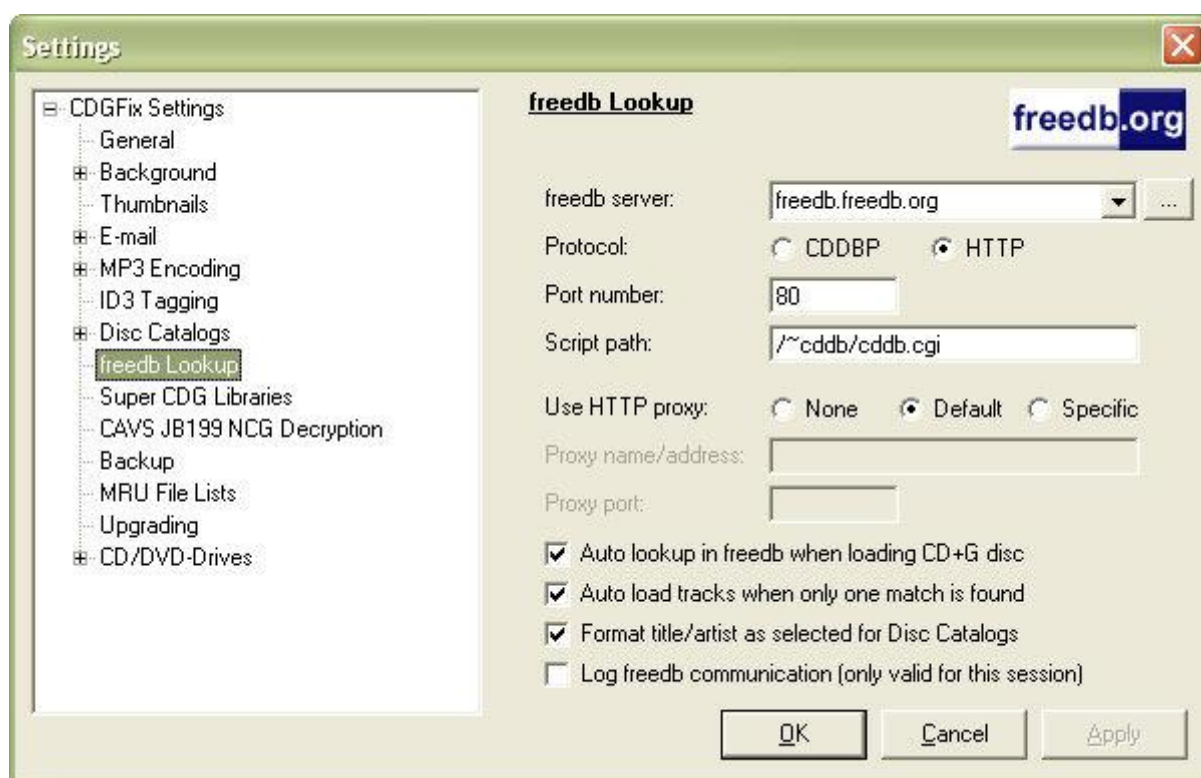 Settings
CDGFix Settings
General
Background
Thumbnails
E-mail
MP3 Encoding
ID3 Tagging
Disc Catalogs
freedb Lookup
Super CDG Libraries
CAVS JB199 NCG Decryption
Backup
MRU File Lists
Upgrading
CD/DVD-Drives
freedb Lookup
freedb.org
freedb server: freedb.freedb.org ...
Protocol: CDDBP HTTP
Port number: 80
Script path: /~cddb/cddb.cgi
Use HTTP proxy: None Default Specific
Proxy name/address:
Proxy port:
Auto lookup in freedb when loading CD+G disc
Auto load tracks when only one match is found
Format title/artist as selected for Disc Catalogs
Log freedb communication (only valid for this session)
OK Cancel Apply